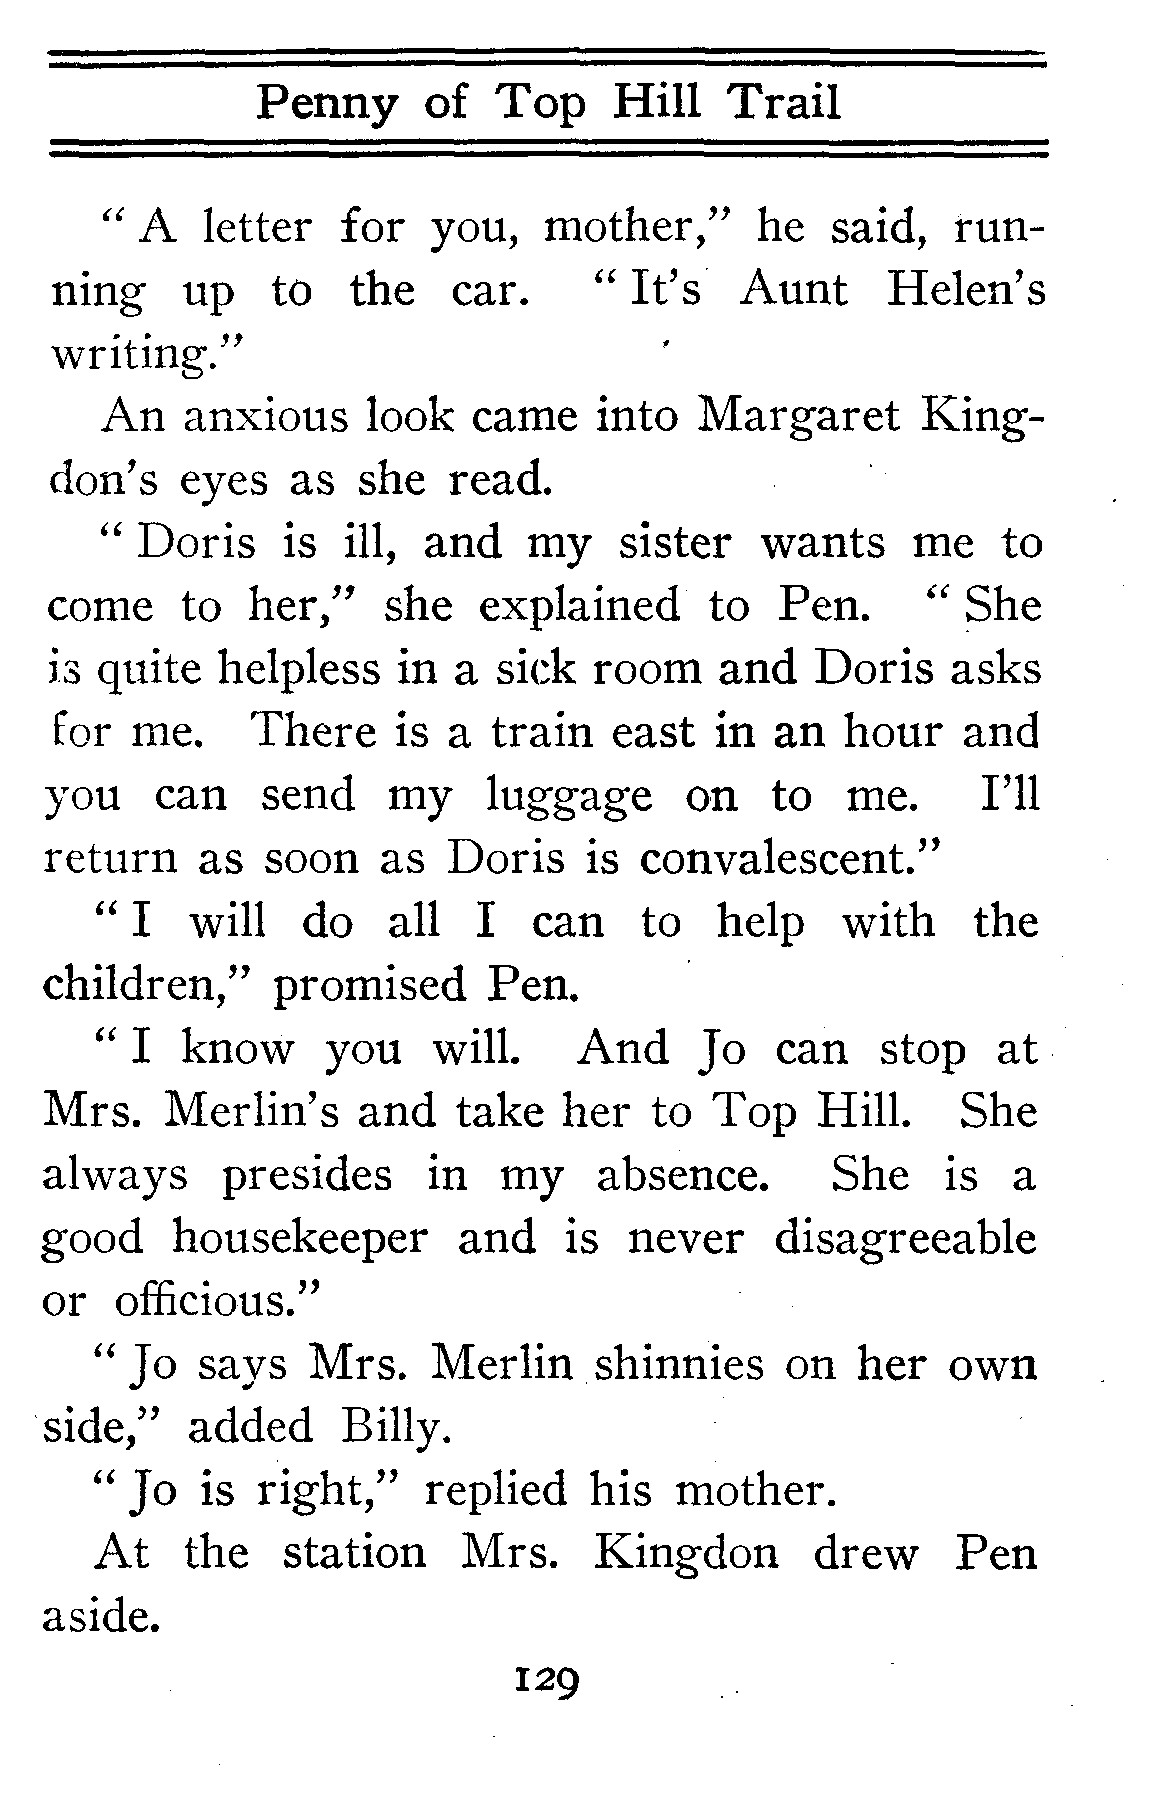 Penny of Top Hill Trail
“ A letter for you, mother,” he said, run-
ning up to the car. “ It’s Aunt Helen’s
writing.”
An anxious look came into Margaret King-
don’s eyes as she read.
“ Doris is ill, and my sister wants me to
come to her,” she explained to Pen. “ She
is quite helpless in a sick room and Doris asks
for me. There is a train east in an hour and
you can send my luggage on to me. I’ll
return as soon as Doris is convalescent.”
“ I will do all I can to help with the
children,” promised Pen.
“ I know you will. And Jo can stop at
Mrs. Merlin’s and take her to Top Hill. She
always presides in my absence. She is a
good housekeeper and is never disagreeable
or officious.”
“ Jo says Mrs. Merlin shinnies on her own
side,” added Billy.
“ Jo is right,” replied his mother.
At the station Mrs. Kingdon drew Pen
aside.
129